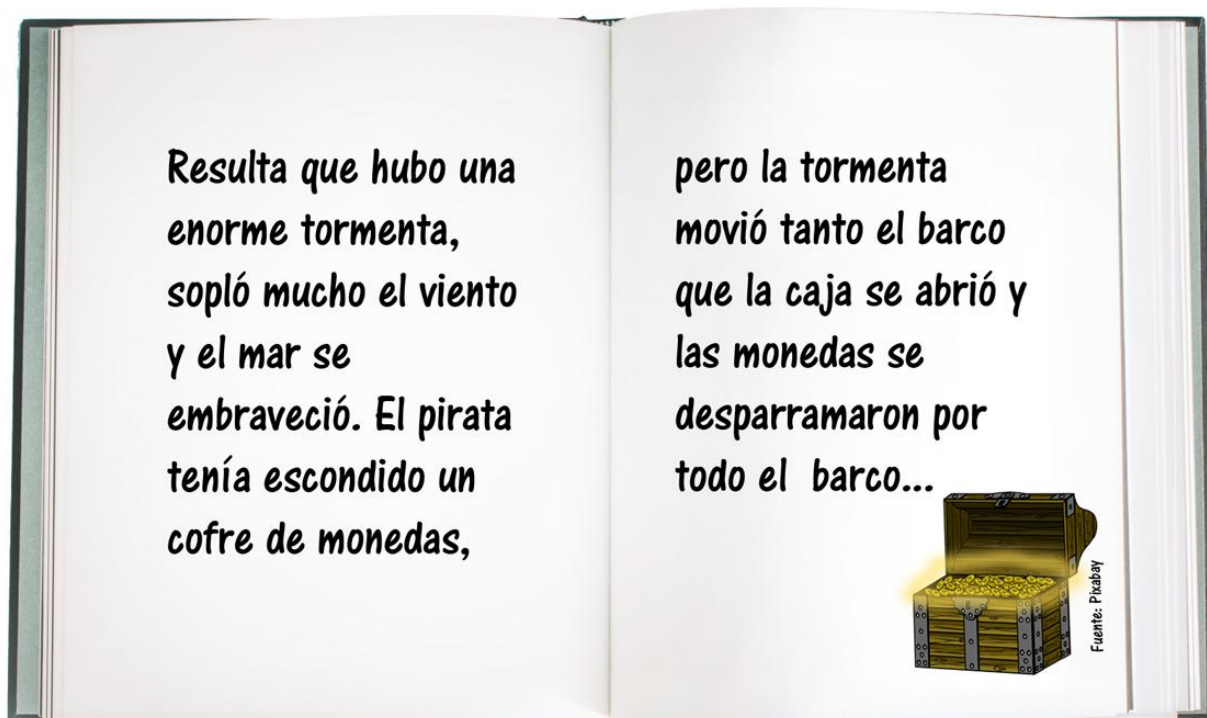 Resulta que hubo una
enorme tormenta,
sopló mucho el viento
y el mar se
embraveció. El pirata
tenía escondido un
cofre de monedas,
pero la tormenta
movió tanto el barco
que la caja se abrió y
las monedas se
desparramaron por
todo el  barco...
Fuente: Pixabay